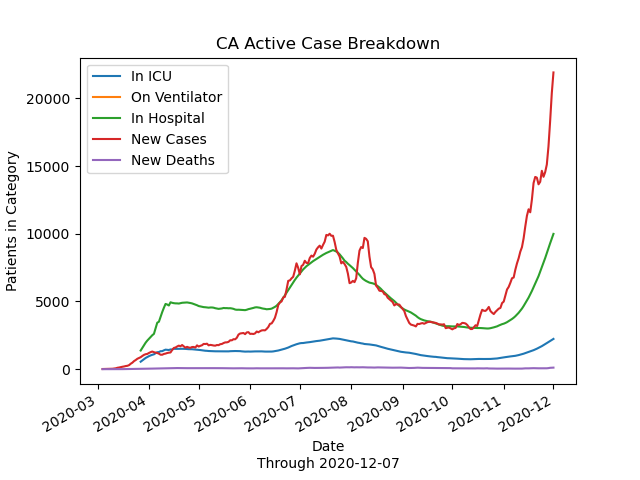 CA Active Case Breakdown
In ICU
On Ventilator
In Hospital
New Cases
New Deaths
Patients in Category
20000
15000
10000
5000
0
2020-03
2020-04
2020-05
2020-06
2020-07
2020-08
2020-09
2020-10
2020-11
2020-12
Date
Through 2020-12-07